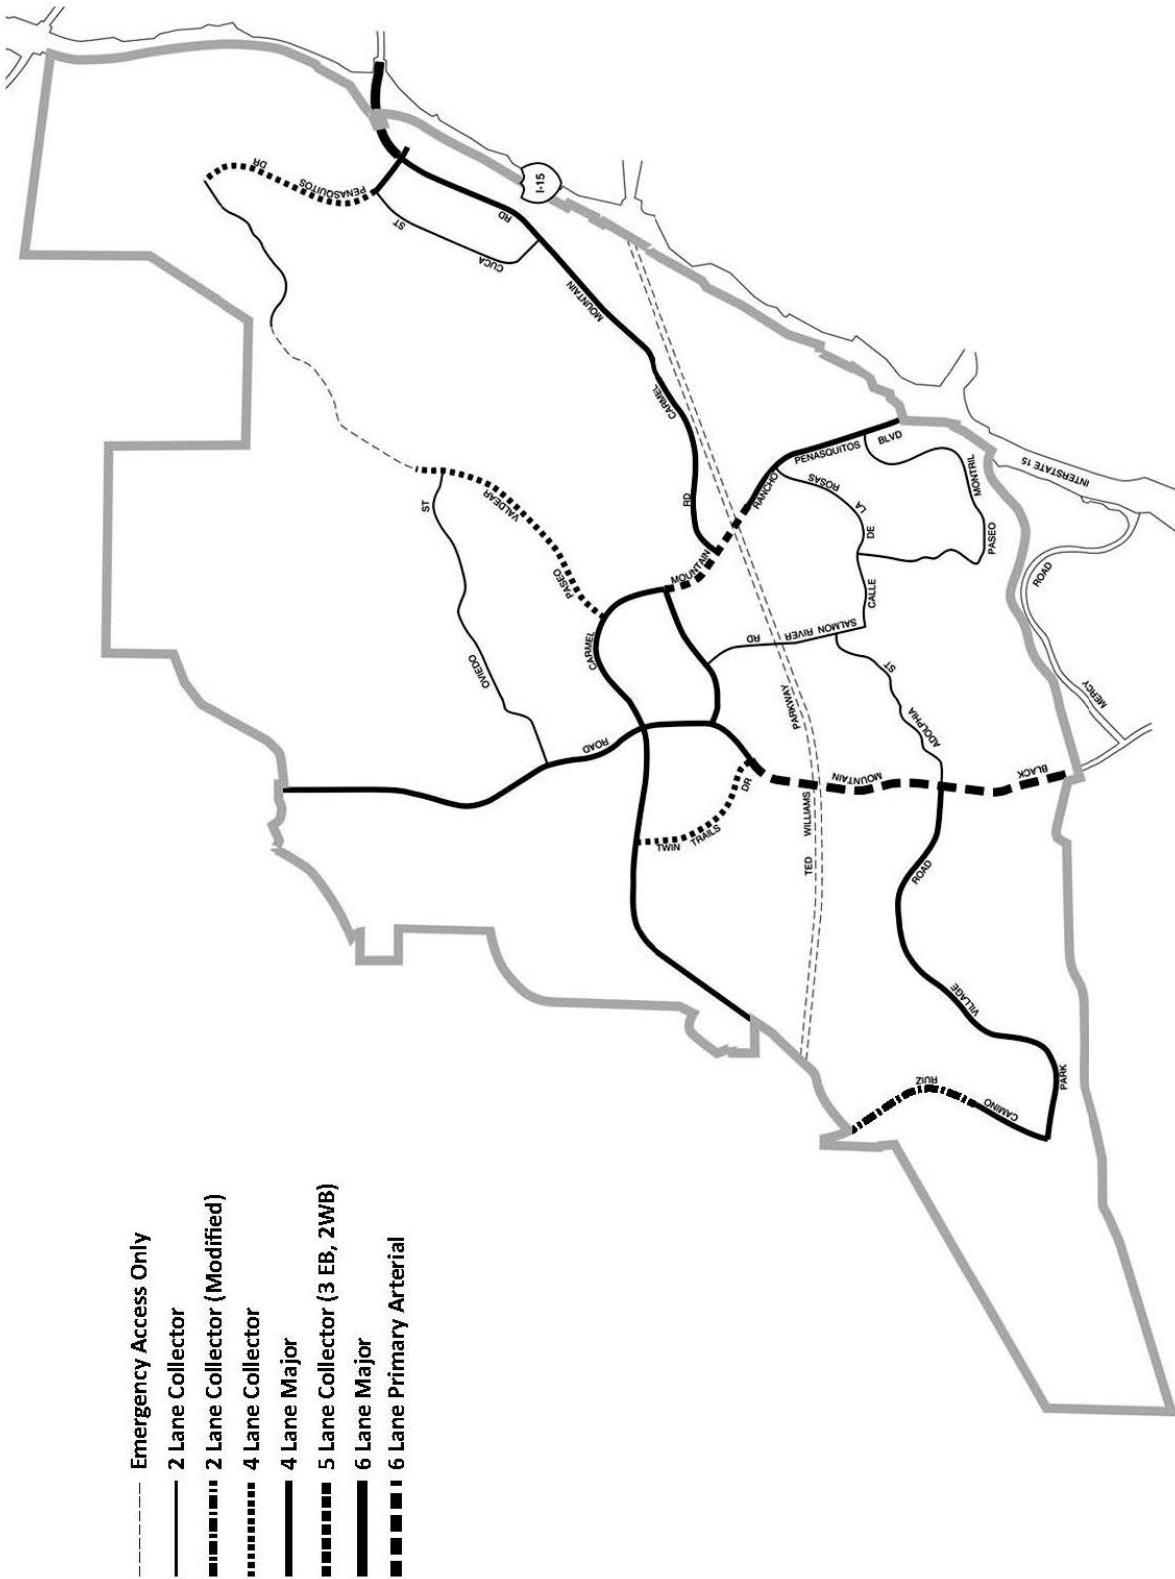 Emergency Access Only
2 Lane Collector
2 Lane Collector (Modified)
4 Lane Collector
4 Lane Major
5 Lane Collector (3 EB, 2WB)
6 Lane Major
6 Lane Primary Arterial
PENASQUITOS DR
CUCA ST
I-15
CARMEL MOUNTAIN RD
PASEO VALDEAR
OVIEDO ST
CARMEL MOUNTAIN RD
RANCHO PENASQUITOS BLVD
CALLE DE LA ROSAS
PASEO MONTRIL
INTERSTATE 15
MERCY ROAD
SALMON RIVER RD
ADOLPHIA ST
BLACK MOUNTAIN ROAD
TWIN TRAILS DR
TED WILLIAMS PARKWAY
PARK VILLAGE ROAD
CAMINO RUIZ